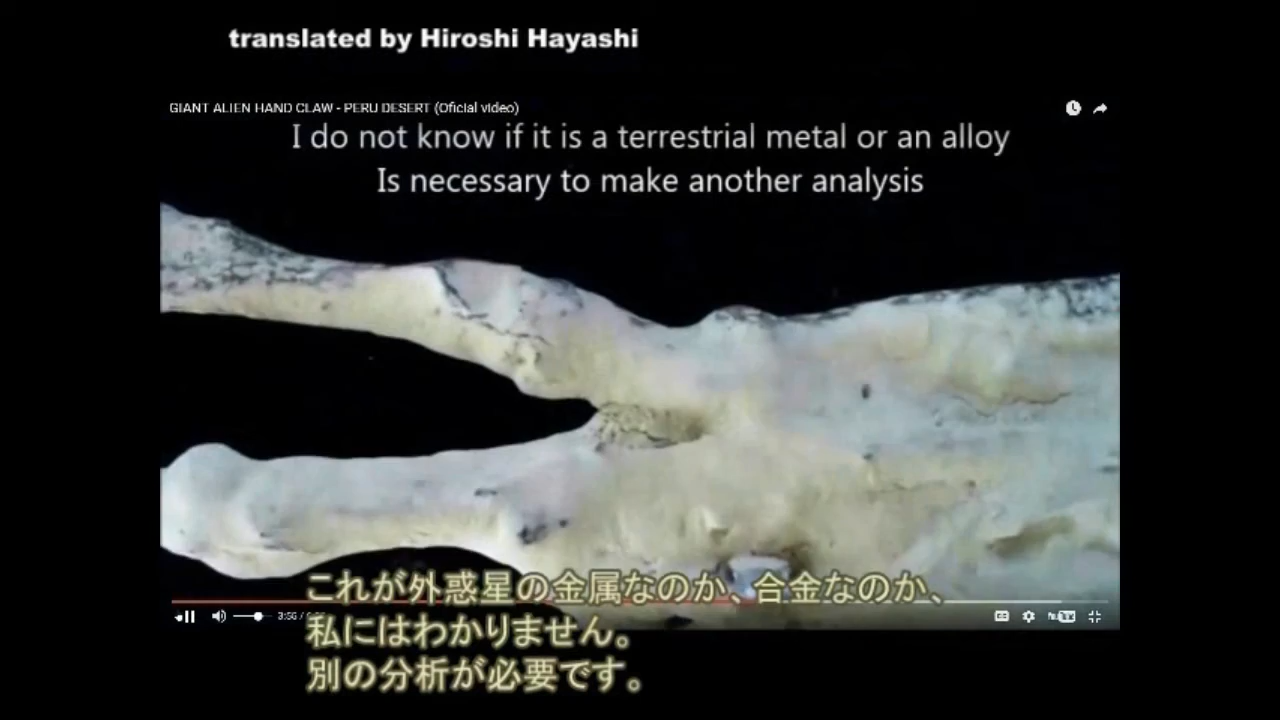 translated by Hiroshi Hayashi
GIANT ALIEN HAND CLAW - PERU DESERT (Oficial video)
I do not know if it is a terrestrial metal or an alloy
Is necessary to make another analysis
これが外惑星の金属なのか、合金なのか、
3:56 /
私にはわかりません。
別の分析が必要です。